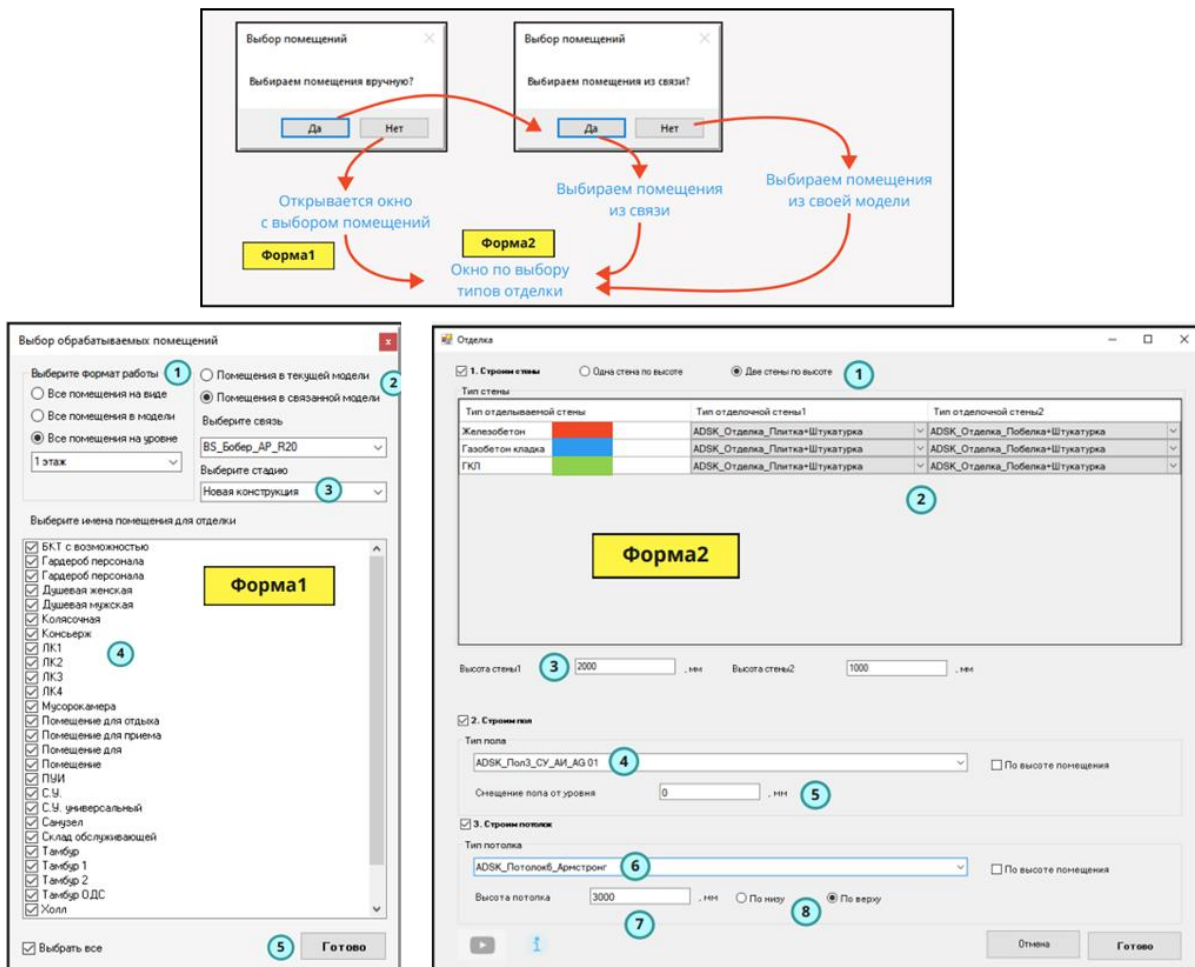 Выбор помещений
Выбираем помещения вручную?
Да
Нет
Выбор помещений
Выбираем помещения из связи?
Да
Нет
Открывается окно
с выбором помещений
Выбираем помещения
из связи
Выбираем помещения
из своей модели
Форма1
Форма2
Окно по выбору
типов отделки
Выбор обрабатываемых помещений
x
Выберите формат работы
1
Все помещения на виде
Все помещения в модели
Все помещения на уровне
1 этаж
Помещения в текущей модели
2
Помещения в связанной модели
Выберите связь
BS_Бобер_АР_R20
Выберите стадию
Новая конструкция
3
Выберите имена помещения для отделки
БКТ с возможностью
Гардероб персонала
Гардероб персонала
Душевая женская
Душевая мужская
Колясочная
Консьерж
ЛК1
ЛК2
ЛК3
ЛК4
Мусорокамера
Помещение для отдыха
Помещение для приема
Помещение для
Помещение
ПУИ
С.У.
С.У. универсальный
Санузел
Склад обслуживающей
Тамбур
Тамбур 1
Тамбур 2
Тамбур ОДС
Холл
Форма1
4
Выбрать все
5
Готово
Отделка
1. Строим стены
Одна стена по высоте
Две стены по высоте
1
Тип стены
Тип отделываемой стены
Тип отделочной стены1
Тип отделочной стены2
Железобетон
ADSK_Отделка_Плитка+Штукатурка
ADSK_Отделка_Побелка+Штукатурка
Газобетон кладка
ADSK_Отделка_Плитка+Штукатурка
ADSK_Отделка_Побелка+Штукатурка
ГКЛ
ADSK_Отделка_Плитка+Штукатурка
ADSK_Отделка_Побелка+Штукатурка
2
Форма2
Высота стены1
3
2000
, мм
Высота стены2
1000
, мм
2. Строим пол
Тип пола
ADSK_Пол3_СУ_АИ_AG 01
4
По высоте помещения
Смещение пола от уровня
0
, мм
5
3. Строим потолок
Тип потолка
ADSK_Потолок6_Армстронг
6
По высоте помещения
Высота потолка
3000
, мм
По низу
По верху
7
8
Отмена
Готово